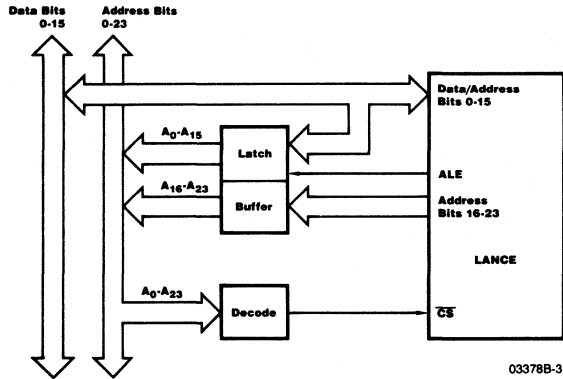 Data Bits
0-15
Address Bits
0-23
Data/Address
Bits 0-15
A0-A15
Latch
ALE
A16-A23
Buffer
Address
Bits 16-23
LANCE
A0-A23
Decode
C̅S̅
03378B-3